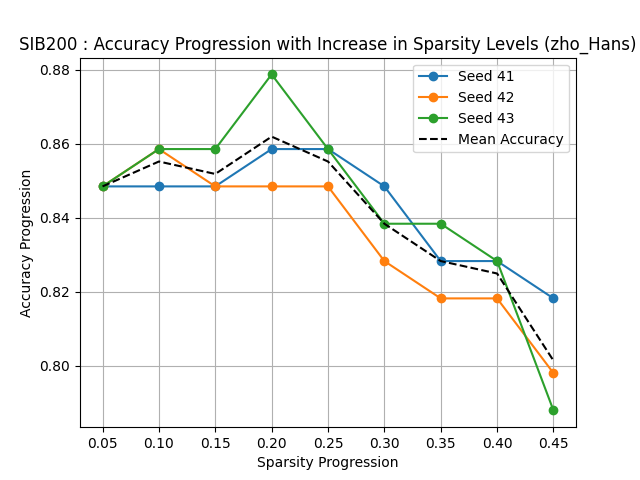 SIB200 : Accuracy Progression with Increase in Sparsity Levels (zho_Hans)
Seed 41
Seed 42
Seed 43
Mean Accuracy
Accuracy Progression
0.88
0.86
0.84
0.82
0.80
0.05 0.10 0.15 0.20 0.25 0.30 0.35 0.40 0.45
Sparsity Progression